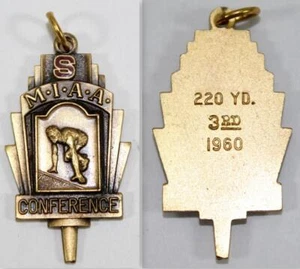 S
M·I·A·A·
CONFERENCE
220 YD.
3RD
1960